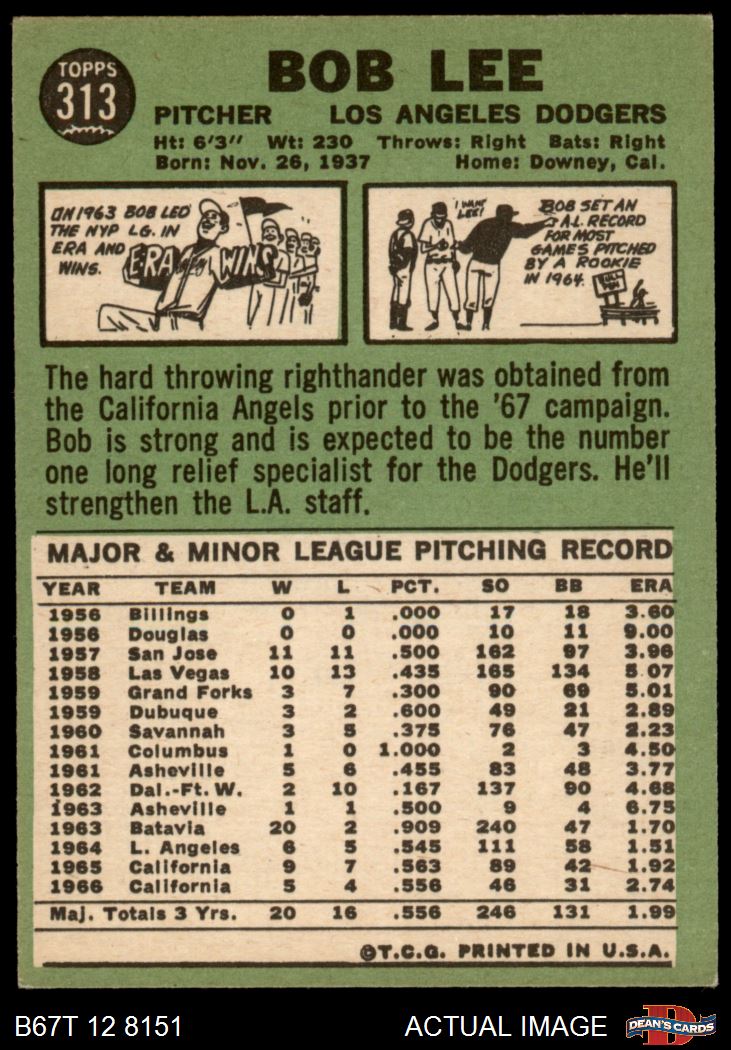 TOPPS
313
BOB LEE
PITCHER LOS ANGELES DODGERS
Ht: 6'3" Wt: 230 Throws: Right Bats: Right
Born: Nov. 26, 1937 Home: Downey, Cal.
IN 1963 BOB LED
THE NYP LG. IN
ERA AND
WINS.
ERA WINS
I WANT
LEE!
BOB SET AN
A.L. RECORD
FOR MOST
GAMES PITCHED
BY A ROOKIE
IN 1964.
BULL
PEN
The hard throwing righthander was obtained from
the California Angels prior to the '67 campaign.
Bob is strong and is expected to be the number
one long relief specialist for the Dodgers. He'll
strengthen the L.A. staff.
MAJOR & MINOR LEAGUE PITCHING RECORD
YEAR TEAM W L PCT. SO BB ERA
1956 Billings 0 1 .000 17 18 3.60
1956 Douglas 0 0 .000 10 11 9.00
1957 San Jose 11 11 .500 162 97 3.96
1958 Las Vegas 10 13 .435 165 134 5.07
1959 Grand Forks 3 7 .300 90 69 5.01
1959 Dubuque 3 2 .600 49 21 2.89
1960 Savannah 3 5 .375 76 47 2.23
1961 Columbus 1 0 1.000 2 3 4.50
1961 Asheville 5 6 .455 83 48 3.77
1962 Dal.-Ft. W. 2 10 .167 137 90 4.68
1963 Asheville 1 1 .500 9 4 6.75
1963 Batavia 20 2 .909 240 47 1.70
1964 L. Angeles 6 5 .545 111 58 1.51
1965 California 9 7 .563 89 42 1.92
1966 California 5 4 .556 46 31 2.74
Maj. Totals 3 Yrs. 20 16 .556 246 131 1.99
©T.C.G. PRINTED IN U.S.A.
B67T 12 8151 ACTUAL IMAGE
DEAN'S CARDS